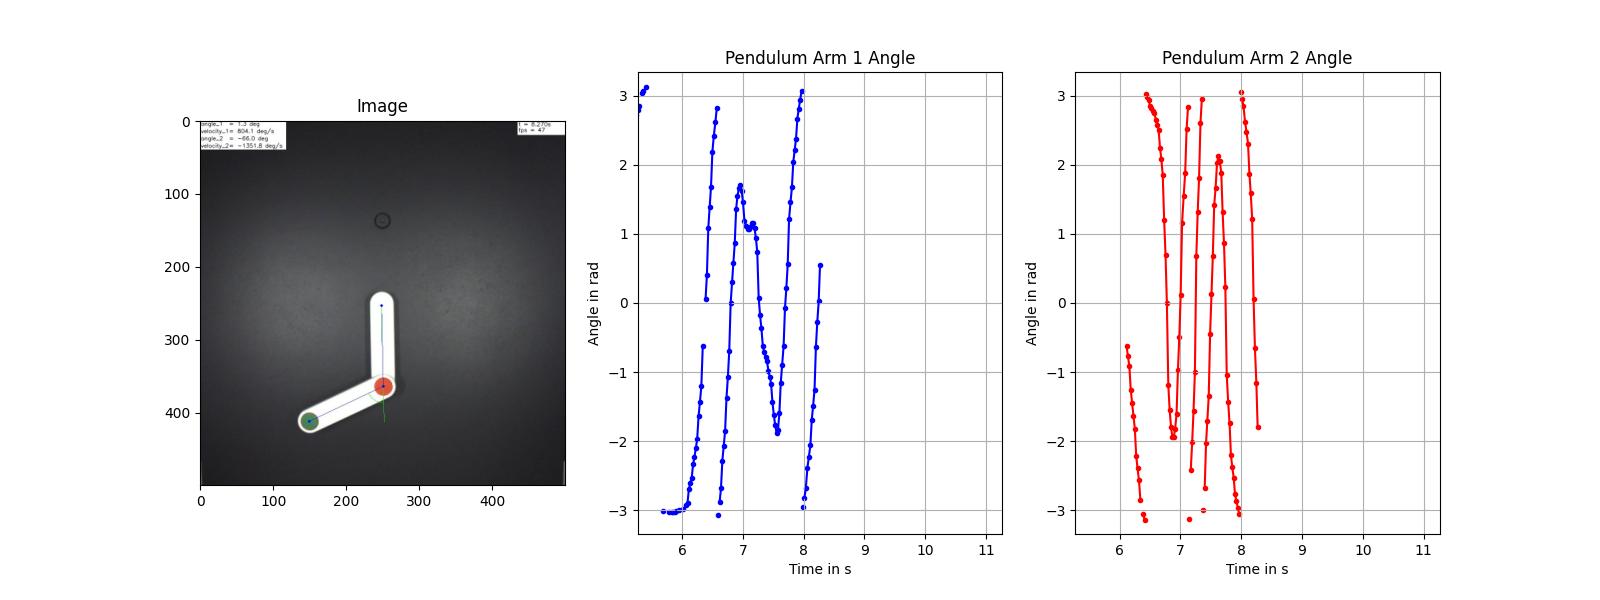 Image
angle_1 = 1.3 deg
velocity_1= 804.1 deg/s
angle_2 = -66.0 deg
velocity_2= -1351.8 deg/s
t = 8.270s
fps = 47
0
100
200
300
400
0 100 200 300 400
Pendulum Arm 1 Angle
Angle in rad
3
2
1
0
−1
−2
−3
6 7 8 9 10 11
Time in s
Pendulum Arm 2 Angle
Angle in rad
3
2
1
0
−1
−2
−3
6 7 8 9 10 11
Time in s